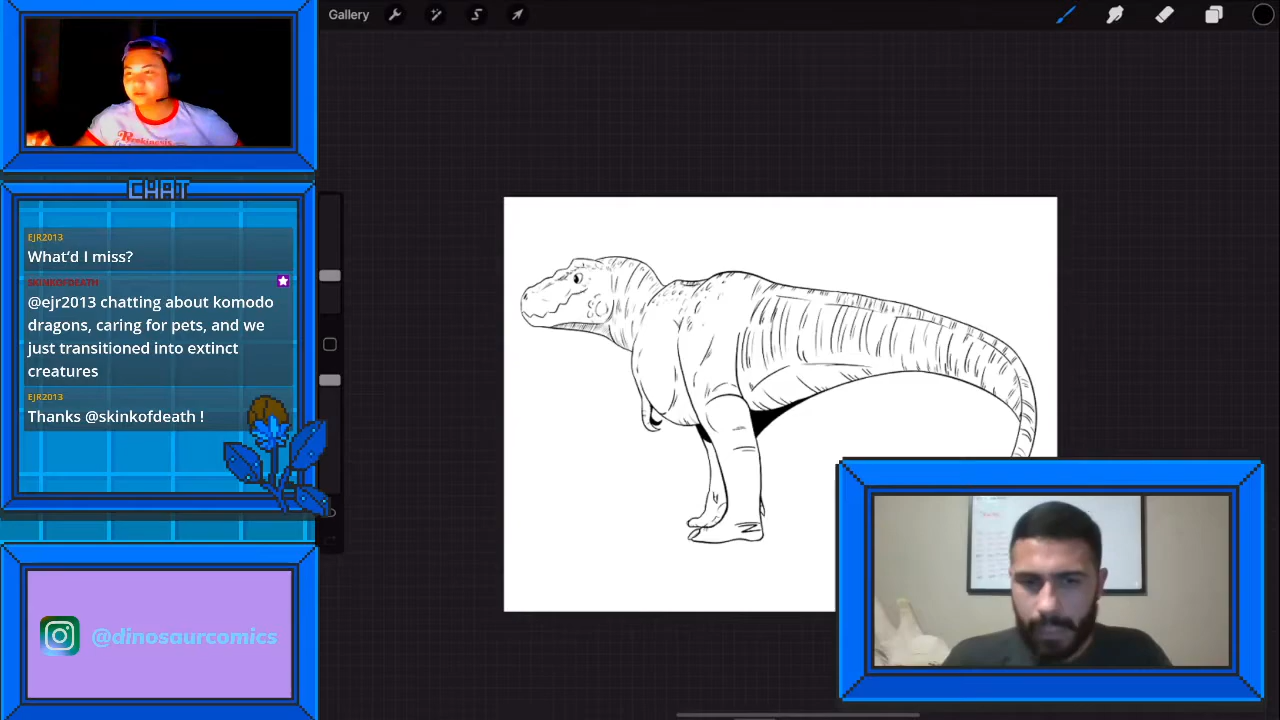 Gallery
CHAT
EJR2013
What'd I miss?
SKINKOFDEATH
@ejr2013 chatting about komodo
dragons, caring for pets, and we
just transitioned into extinct
creatures
EJR2013
Thanks @skinkofdeath !
@dinosaurcomics